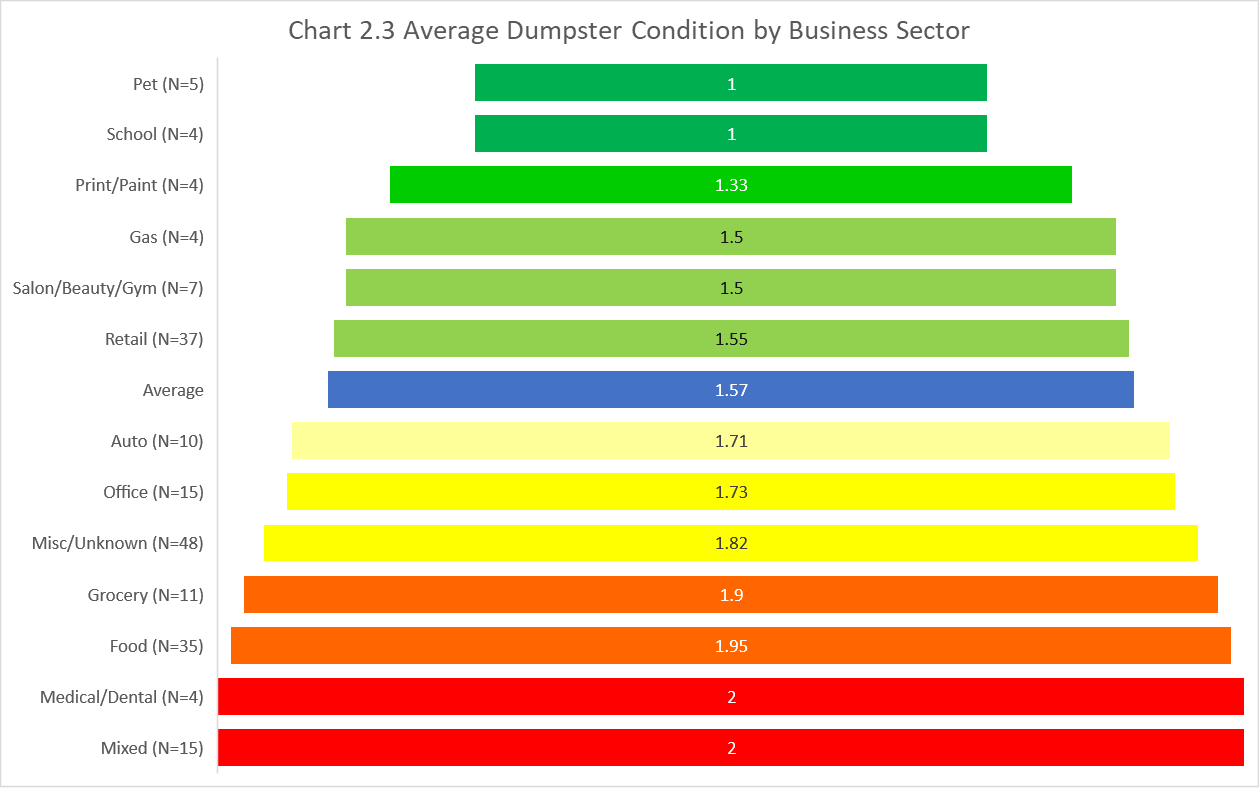 Chart 2.3 Average Dumpster Condition by Business Sector
Pet (N=5) 1
School (N=4) 1
Print/Paint (N=4) 1.33
Gas (N=4) 1.5
Salon/Beauty/Gym (N=7) 1.5
Retail (N=37) 1.55
Average 1.57
Auto (N=10) 1.71
Office (N=15) 1.73
Misc/Unknown (N=48) 1.82
Grocery (N=11) 1.9
Food (N=35) 1.95
Medical/Dental (N=4) 2
Mixed (N=15) 2